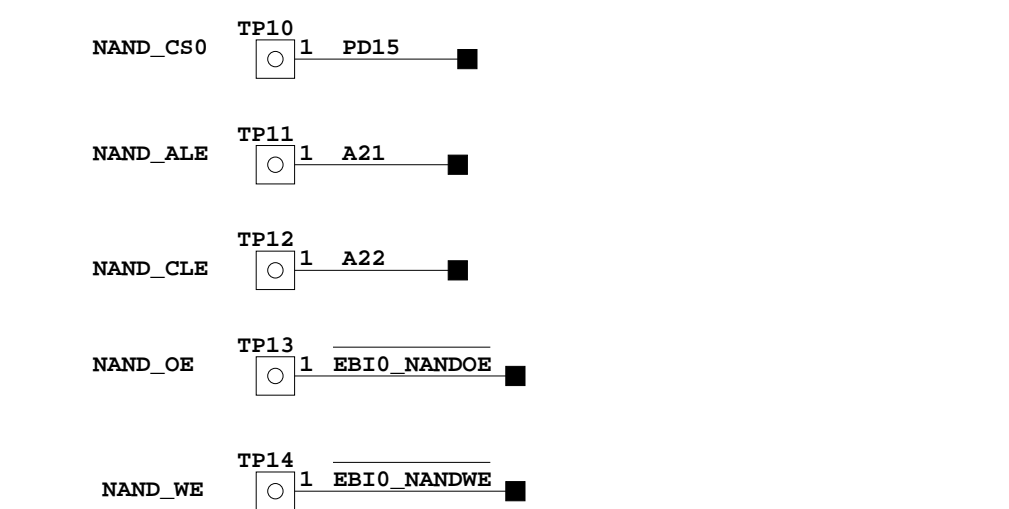 TP10
NAND_CS0 1 PD15
TP11
NAND_ALE 1 A21
TP12
NAND_CLE 1 A22
TP13
NAND_OE 1 EBI0_NANDOE
TP14
NAND_WE 1 EBI0_NANDWE